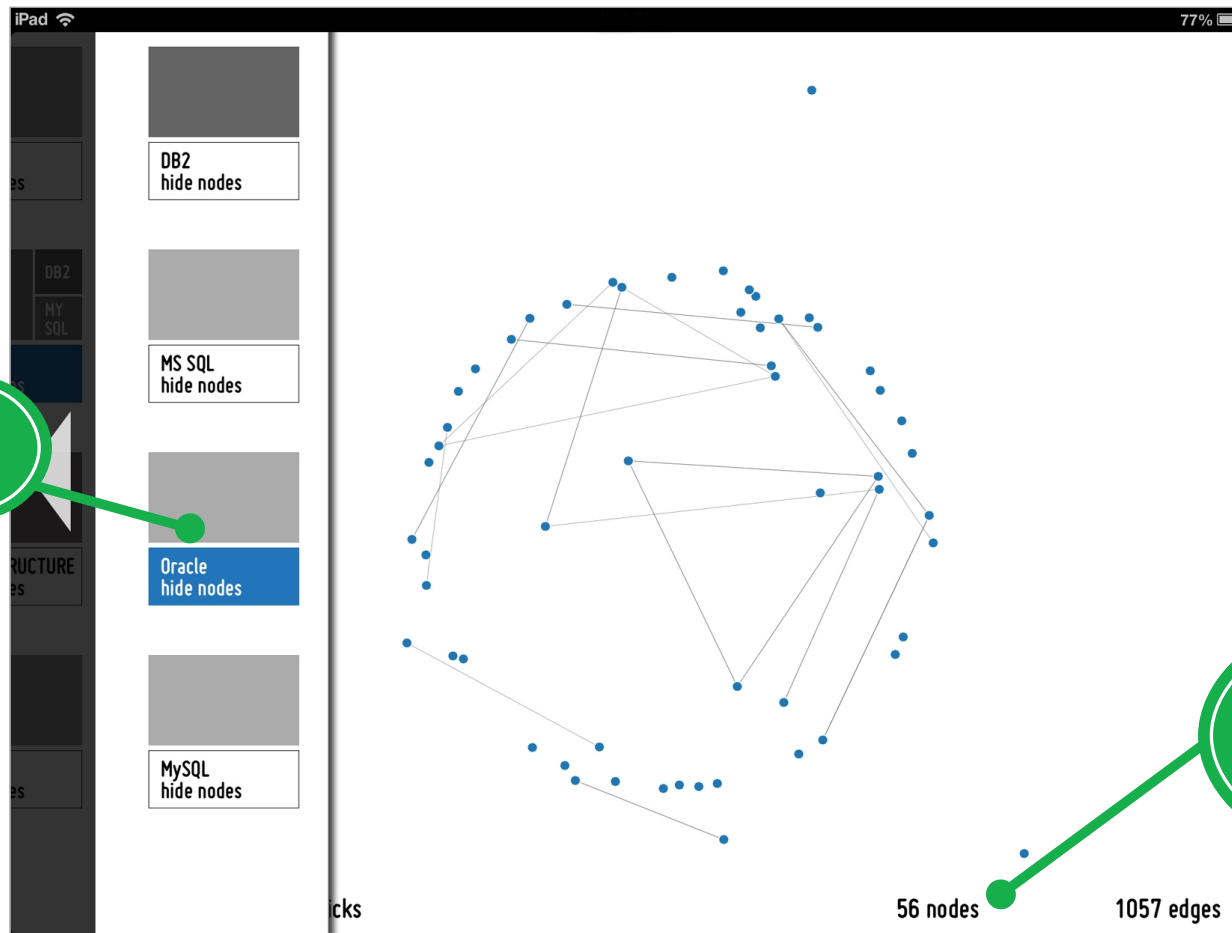 iPad
77%
DB2
hide nodes
DB2
MY
SQL
MS SQL
hide nodes
Oracle
hide nodes
RUCTURE
MySQL
hide nodes
icks
56 nodes
1057 edges